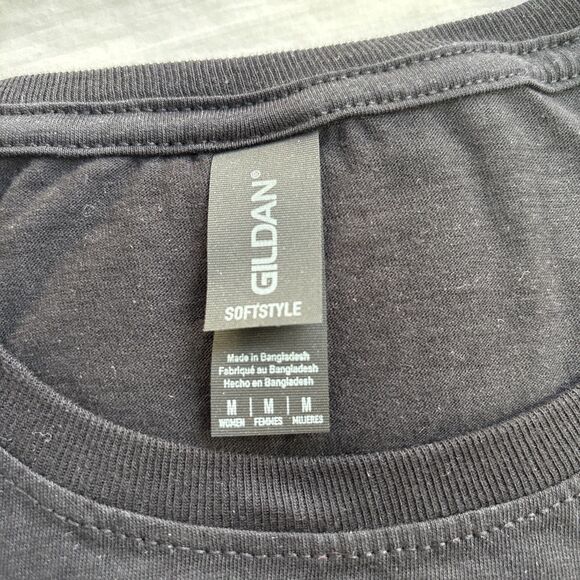 GILDAN®
SOFTSTYLE
Made in Bangladesh
Fabriqué au Bangladesh
Hecho en Bangladesh
M | M | M
WOMEN FEMMES MUJERES